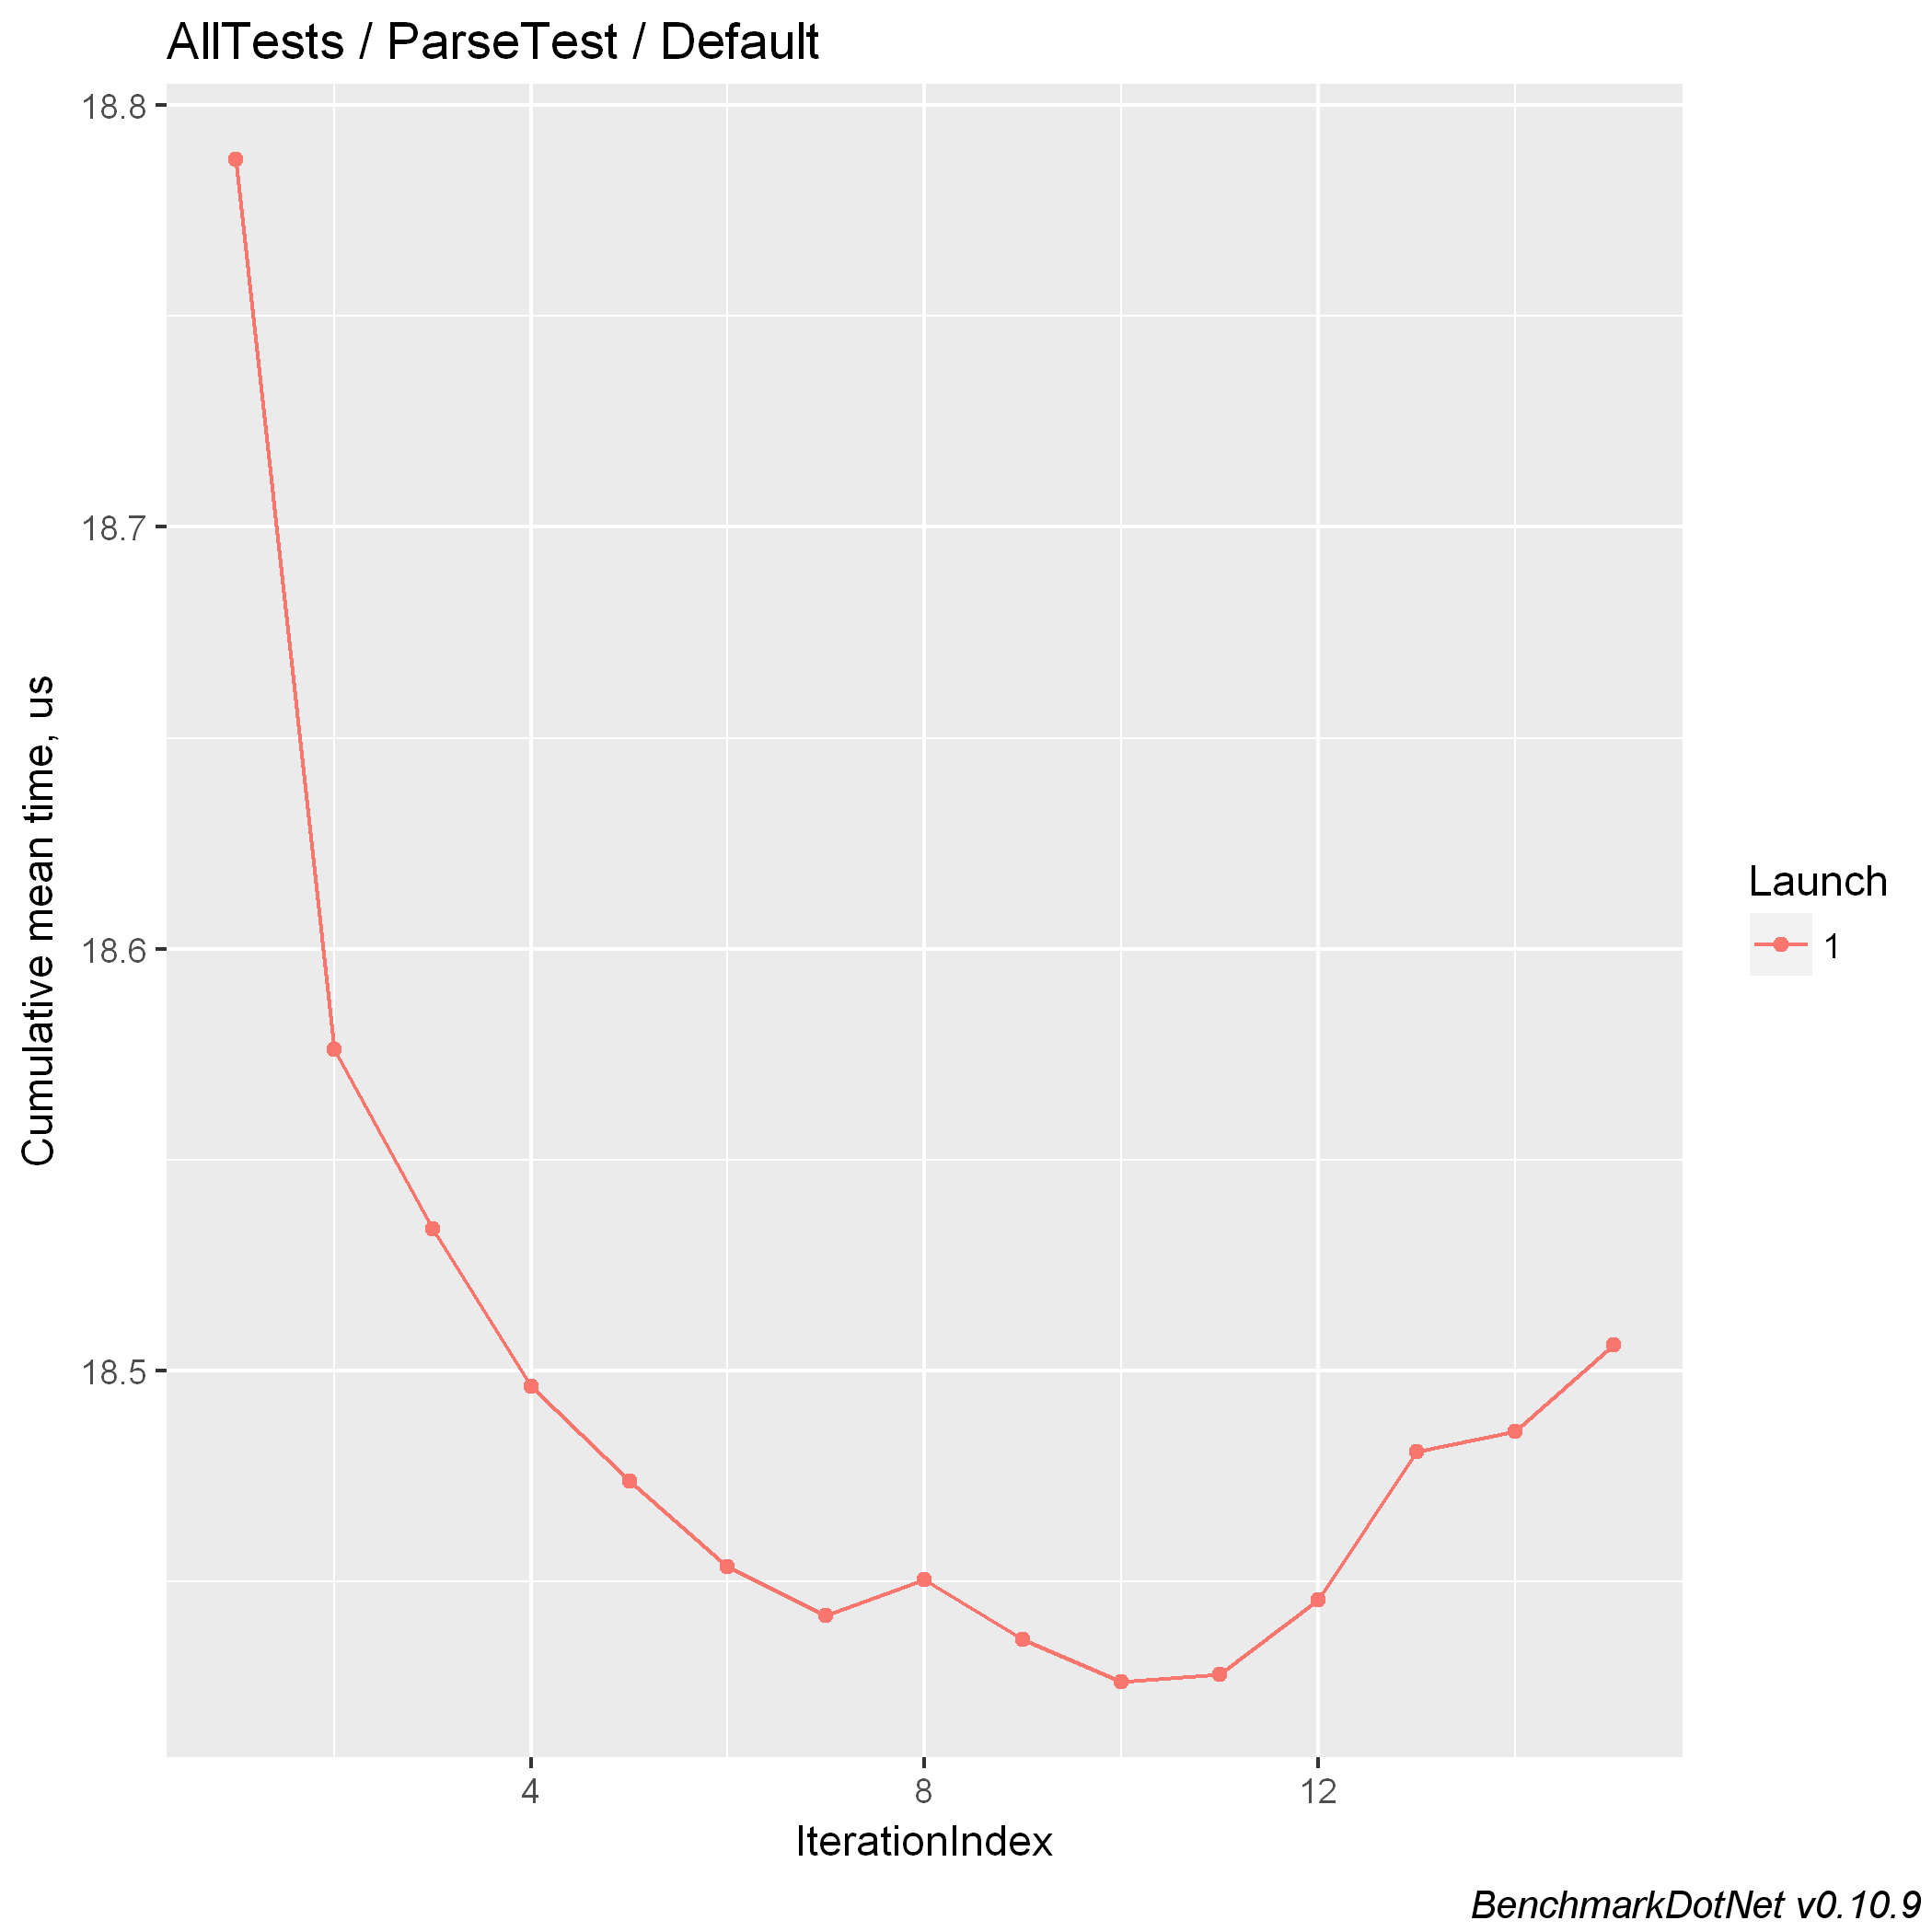 AllTests / ParseTest / Default
18.8
18.7
18.6
18.5
Cumulative mean time, us
4
8
12
IterationIndex
Launch
1
BenchmarkDotNet v0.10.9